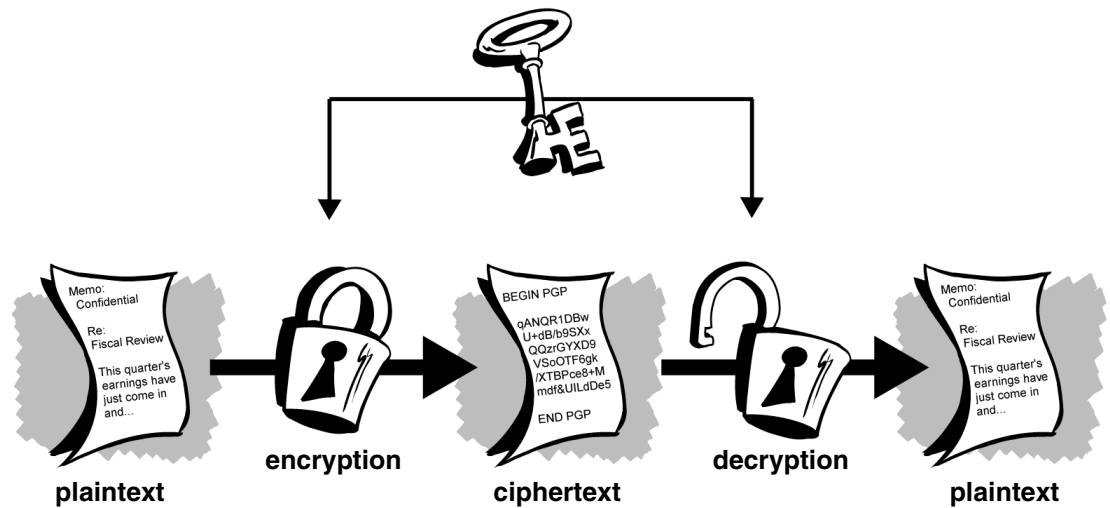 Memo:
Confidential
Re:
Fiscal Review
This quarter's
earnings have
just come in
and...
plaintext
encryption
BEGIN PGP
qANQR1DBw
U+dB/b9SXx
QQzrGYXD9
VSoOTF6gk
/XTBPce8+M
mdf&UILdDe5
END PGP
ciphertext
decryption
Memo:
Confidential
Re:
Fiscal Review
This quarter's
earnings have
just come in
and...
plaintext